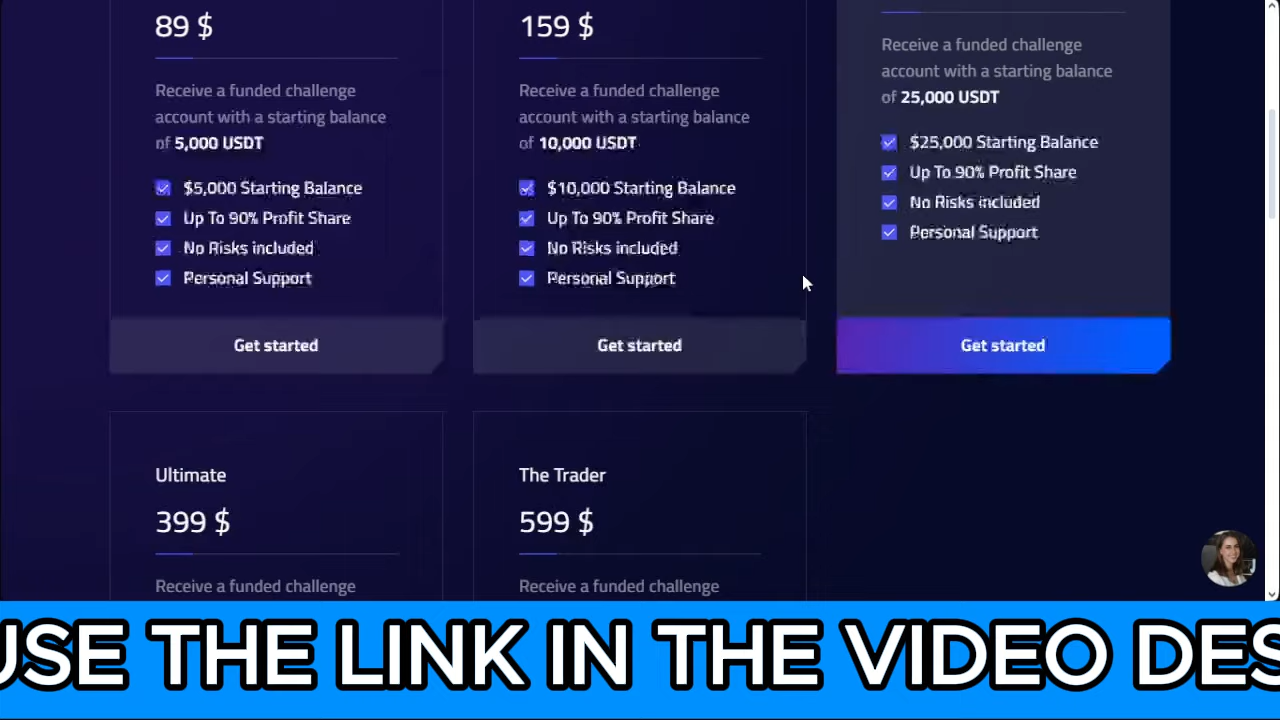 89 $
Receive a funded challenge
account with a starting balance
of 5,000 USDT
$5,000 Starting Balance
Up To 90% Profit Share
No Risks included
Personal Support
Get started
159 $
Receive a funded challenge
account with a starting balance
of 10,000 USDT
$10,000 Starting Balance
Up To 90% Profit Share
No Risks included
Personal Support
Get started
Receive a funded challenge
account with a starting balance
of 25,000 USDT
$25,000 Starting Balance
Up To 90% Profit Share
No Risks included
Personal Support
Get started
Ultimate
399 $
Receive a funded challenge
The Trader
599 $
Receive a funded challenge
USE THE LINK IN THE VIDEO DES